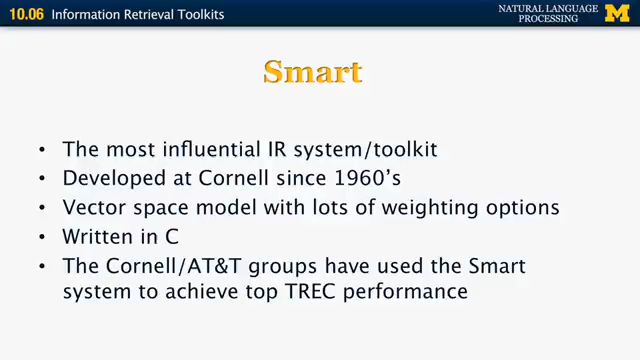 10.06 Information Retrieval Toolkits
NATURAL LANGUAGE
PROCESSING
M
Smart
• The most influential IR system/toolkit
• Developed at Cornell since 1960's
• Vector space model with lots of weighting options
• Written in C
• The Cornell/AT&T groups have used the Smart
system to achieve top TREC performance